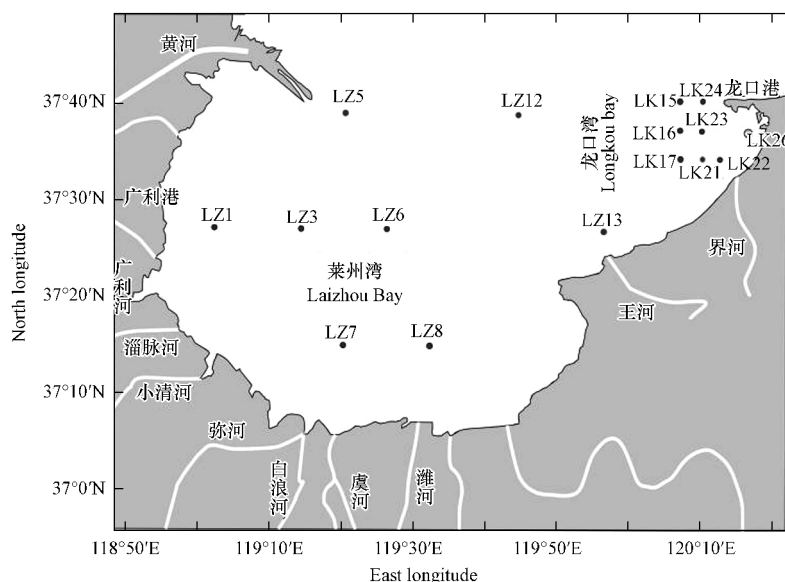 黄河
37°40′N
LZ5
LZ12
LK15
LK24
龙口港
LK16
LK23
LK26
龙口湾
Longkou bay
LK17
LK21
LK22
37°30′N
广利港
LZ1
LZ3
LZ6
LZ13
界河
North longitude
广利河
莱州湾
Laizhou Bay
37°20′N
王河
淄脉河
LZ7
LZ8
37°10′N
小清河
弥河
白浪河
虞河
潍河
37°0′N
118°50′E
119°10′E
119°30′E
119°50′E
120°10′E
East longitude